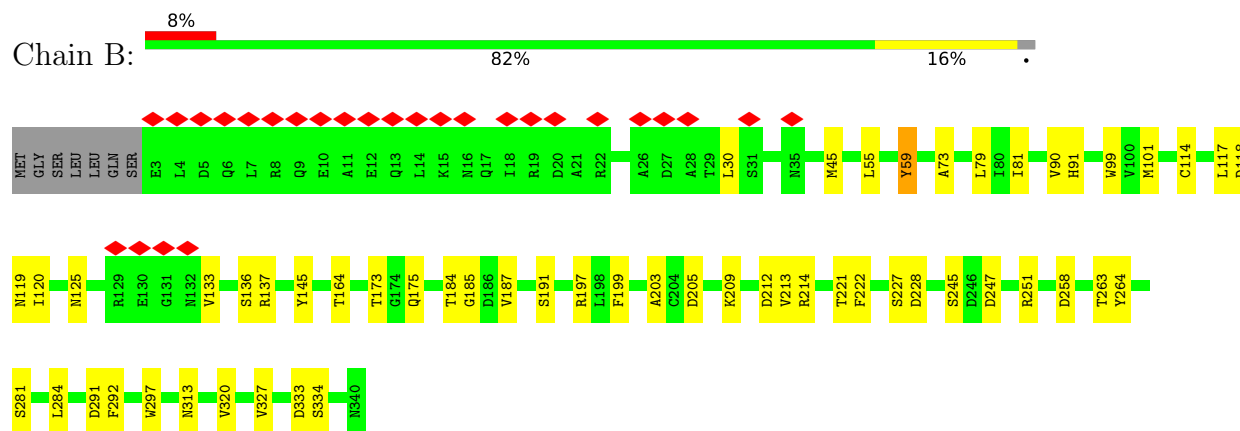 8%
Chain B:
82% 16% •
MET GLY SER LEU LEU GLN SER E3 L4 D5 Q6 L7 R8 Q9 E10 A11 E12 Q13 L14 K15 N16 Q17 I18 R19 D20 A21 R22 A26 D27 A28 T29 L30 S31 N35 M45 L55 Y59 A73 L79 I80 I81 V90 H91 W99 V100 M101 C114 L117 D118
N119 I120 N125 R129 E130 G131 N132 V133 S136 R137 Y145 T164 T173 G174 Q175 T184 G185 D186 V187 S191 R197 L198 F199 A203 C204 D205 K209 D212 V213 R214 T221 F222 S227 D228 S245 D246 D247 R251 D258 T263 Y264
S281 L284 D291 F292 W297 N313 V320 V327 D333 S334 N340